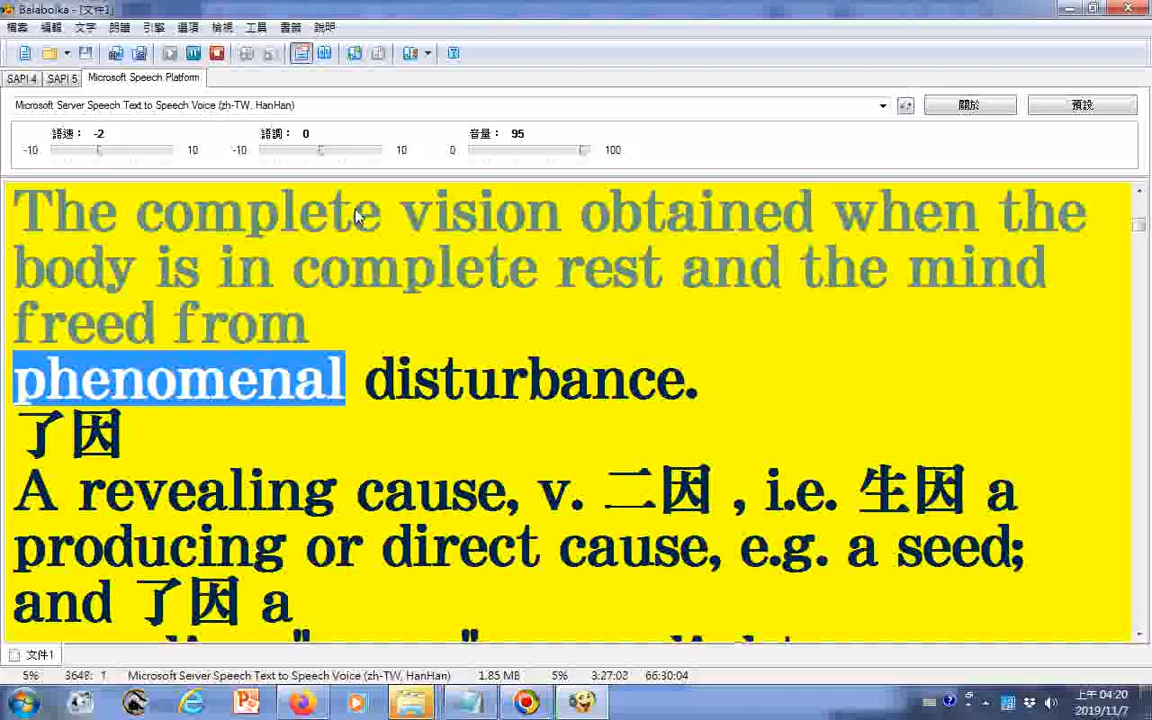 Balabolka - [文件1]
檔案 編輯 文字 朗讀 引擎 選項 檢視 工具 書籤 說明
SAPI 4 SAPI 5 Microsoft Speech Platform
Microsoft Server Speech Text to Speech Voice (zh-TW, HanHan) 關於 預設
語速： -2 語調： 0 音量： 95
-10 10 -10 10 0 100
The complete vision obtained when the
body is in complete rest and the mind
freed from
phenomenal disturbance.
了因
A revealing cause, v. 二因 , i.e. 生因 a
producing or direct cause, e.g. a seed;
and 了因 a
文件1
5% 3648: 1 Microsoft Server Speech Text to Speech Voice (zh-TW, HanHan) 1.85 MB 5% 3:27:03 66:30:04
上午 04:20
2019/11/7